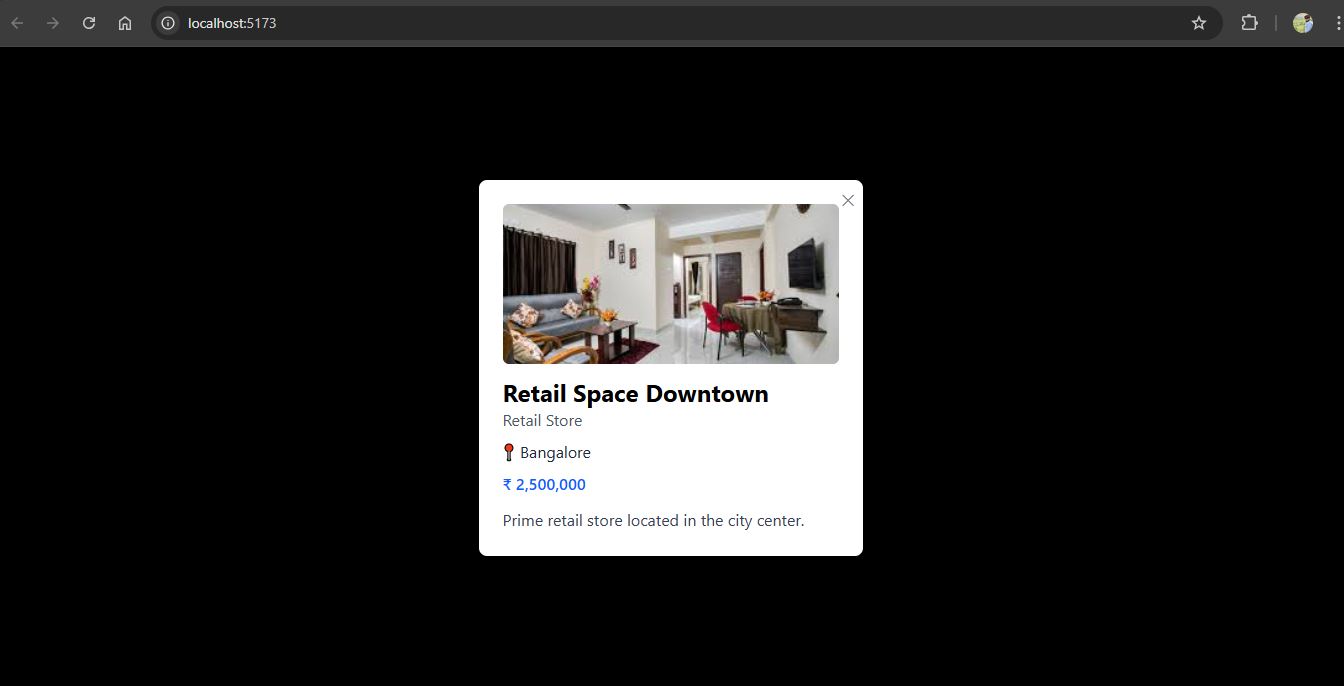 localhost:5173
Retail Space Downtown
Retail Store
Bangalore
₹ 2,500,000
Prime retail store located in the city center.